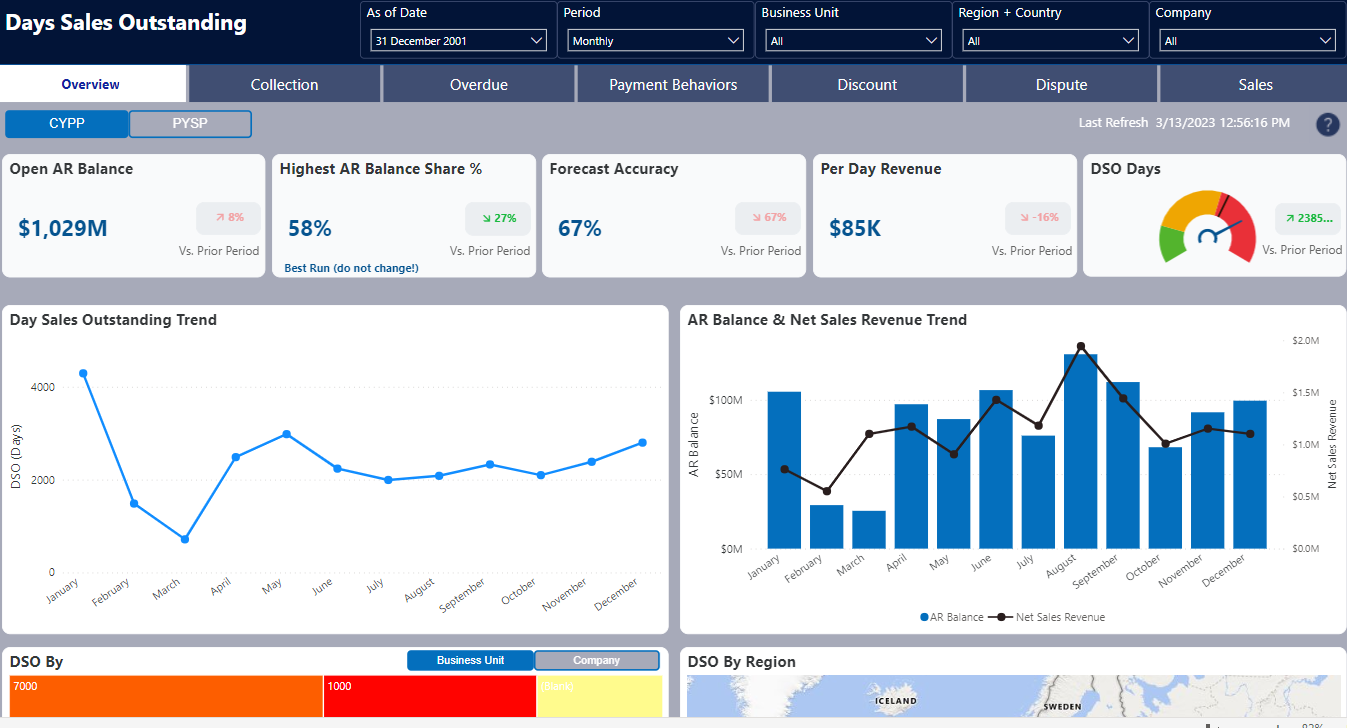 Days Sales Outstanding
As of Date
31 December 2001
Period
Monthly
Business Unit
All
Region + Country
All
Company
All
Overview
Collection
Overdue
Payment Behaviors
Discount
Dispute
Sales
CYPP
PYSP
Last Refresh 3/13/2023 12:56:16 PM
?
Open AR Balance
$1,029M
8%
Vs. Prior Period
Highest AR Balance Share %
58%
27%
Vs. Prior Period
Best Run (do not change!)
Forecast Accuracy
67%
67%
Vs. Prior Period
Per Day Revenue
$85K
-16%
Vs. Prior Period
DSO Days
2385...
Vs. Prior Period
Day Sales Outstanding Trend
DSO (Days)
4000
2000
0
January
February
March
April
May
June
July
August
September
October
November
December
AR Balance & Net Sales Revenue Trend
AR Balance
$100M
$50M
$0M
$2.0M
$1.5M
$1.0M
$0.5M
$0.0M
Net Sales Revenue
January
February
March
April
May
June
July
August
September
October
November
December
AR Balance
Net Sales Revenue
DSO By
Business Unit
Company
7000
1000
(Blank)
DSO By Region
ICELAND
SWEDEN